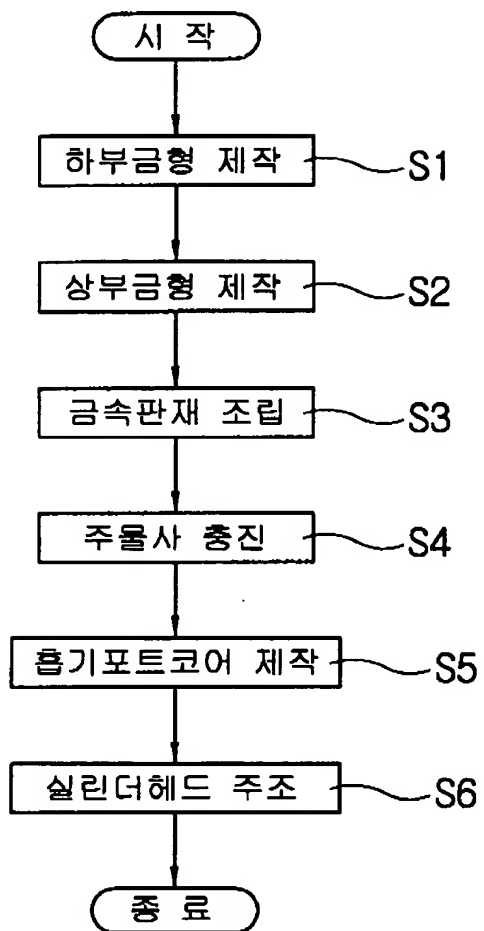 시 작
하부금형 제작 S1
상부금형 제작 S2
금속판재 조립 S3
주물사 충진 S4
흡기포트코어 제작 S5
실린더헤드 주조 S6
종 료